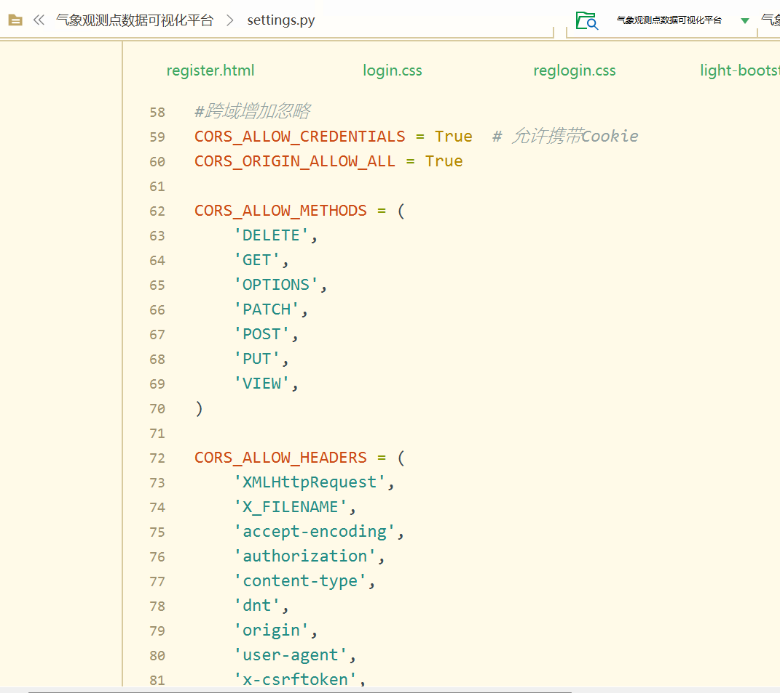 气象观测点数据可视化平台 > settings.py
气象观测点数据可视化平台
register.html login.css reglogin.css light-bootst
58 #跨域增加忽略
59 CORS_ALLOW_CREDENTIALS = True # 允许携带Cookie
60 CORS_ORIGIN_ALLOW_ALL = True
61
62 CORS_ALLOW_METHODS = (
63 'DELETE',
64 'GET',
65 'OPTIONS',
66 'PATCH',
67 'POST',
68 'PUT',
69 'VIEW',
70 )
71
72 CORS_ALLOW_HEADERS = (
73 'XMLHttpRequest',
74 'X_FILENAME',
75 'accept-encoding',
76 'authorization',
77 'content-type',
78 'dnt',
79 'origin',
80 'user-agent',
81 'x-csrftoken',